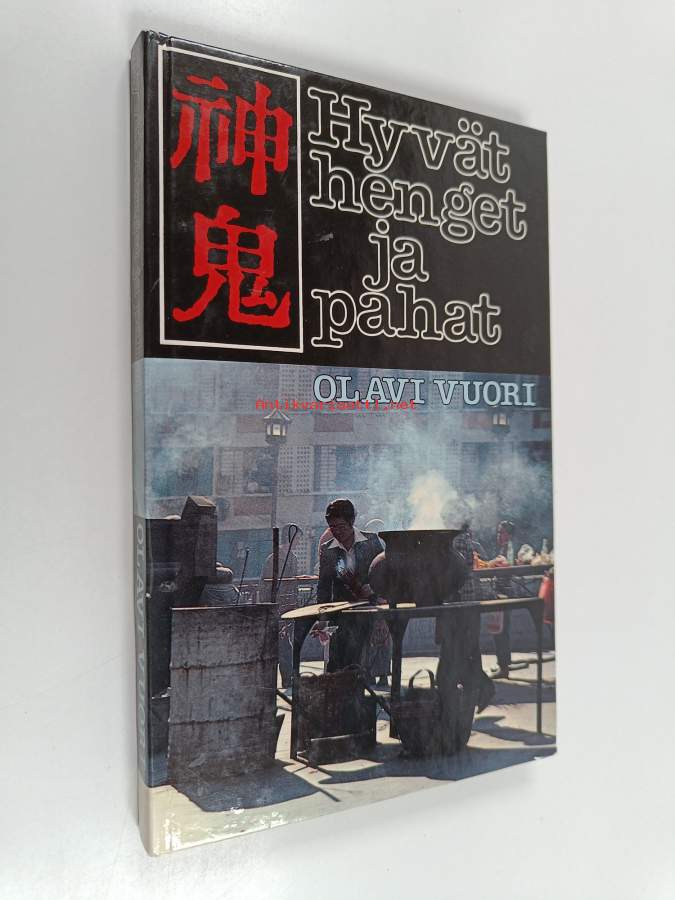 神
鬼
Hyvät
henget
ja
pahat
OLAVI VUORI
Antikvariaatti.net
OLAVI VUORI